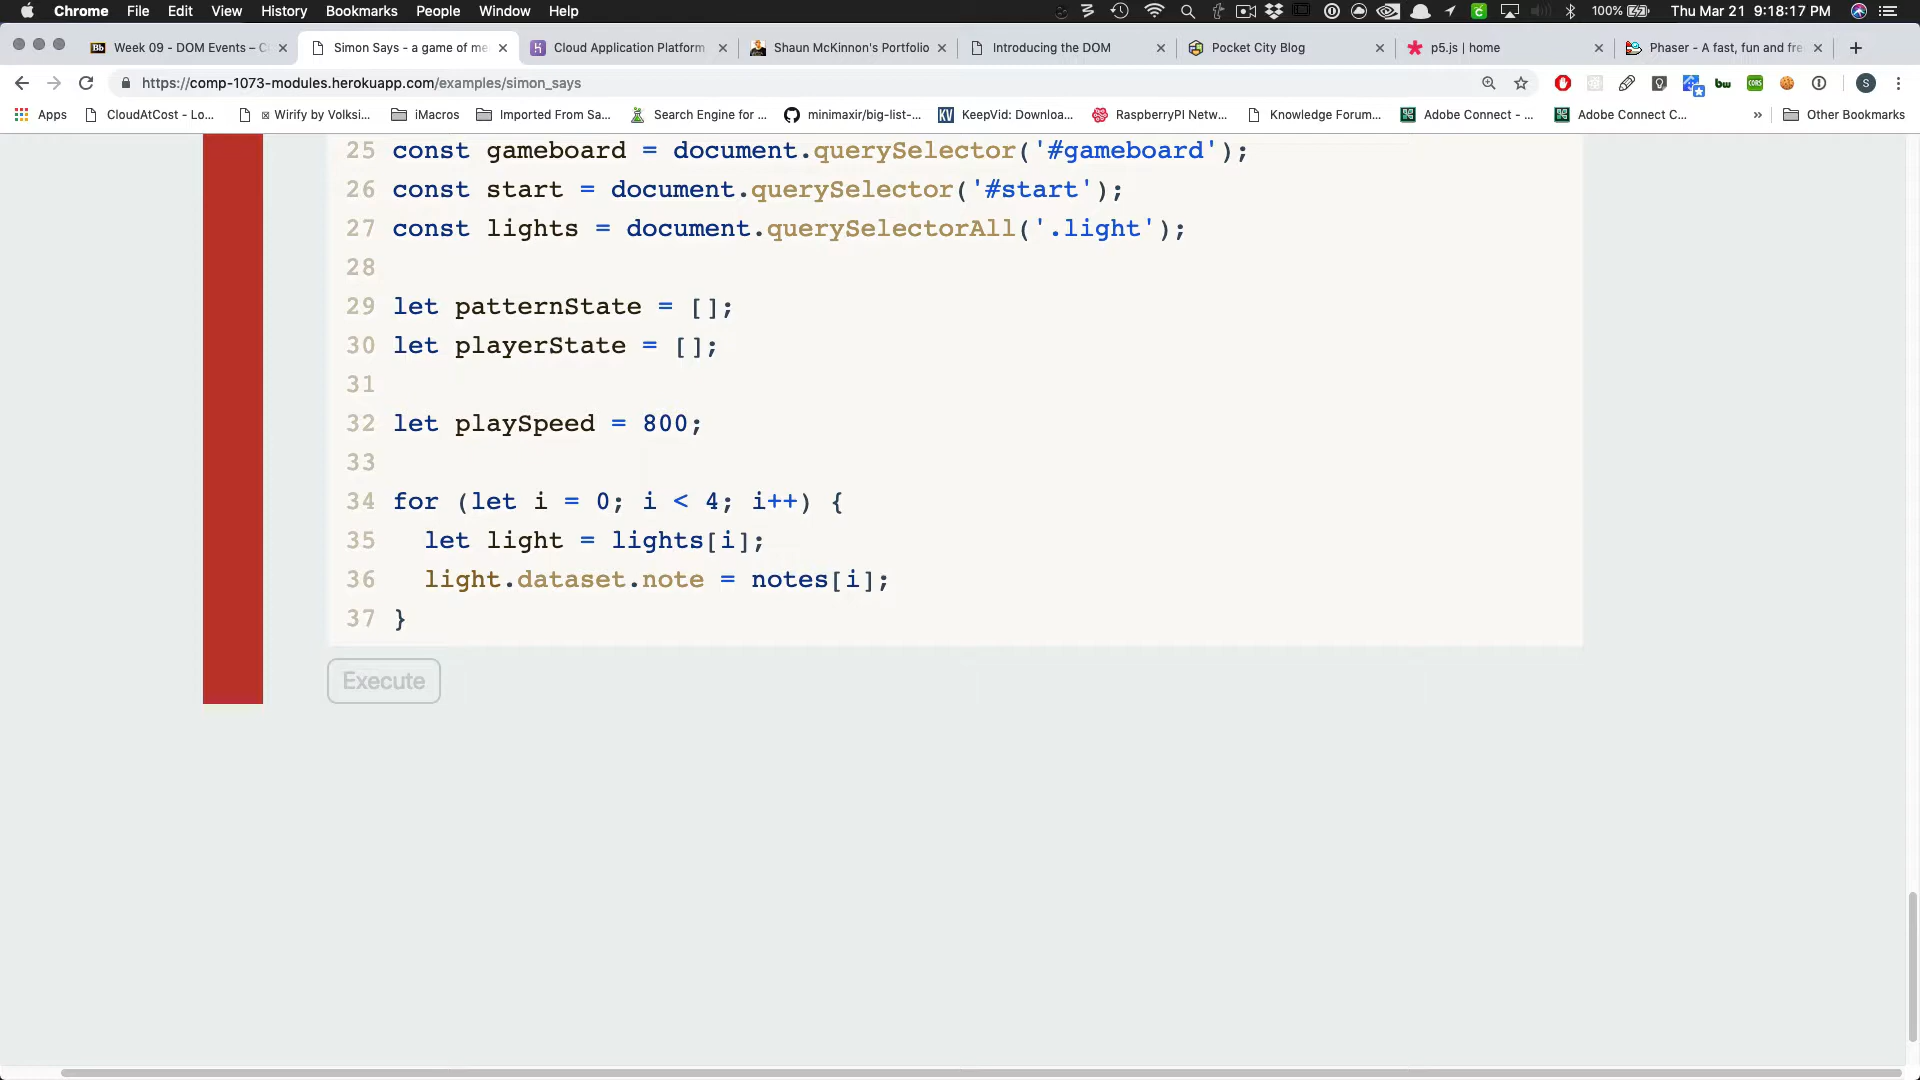 Chrome File Edit View History Bookmarks People Window Help 100% Thu Mar 21 9:18:17 PM
Week 09 - DOM Events – C Simon Says - a game of me Cloud Application Platform Shaun McKinnon's Portfolio Introducing the DOM Pocket City Blog p5.js | home Phaser - A fast, fun and fre
https://comp-1073-modules.herokuapp.com/examples/simon_says
Apps CloudAtCost - Lo... Wirify by Volksi... iMacros Imported From Sa... Search Engine for ... minimaxir/big-list-... KeepVid: Downloa... RaspberryPI Netw... Knowledge Forum... Adobe Connect - ... Adobe Connect C... » Other Bookmarks
25 const gameboard = document.querySelector('#gameboard');
26 const start = document.querySelector('#start');
27 const lights = document.querySelectorAll('.light');
28
29 let patternState = [];
30 let playerState = [];
31
32 let playSpeed = 800;
33
34 for (let i = 0; i < 4; i++) {
35 let light = lights[i];
36 light.dataset.note = notes[i];
37 }
Execute